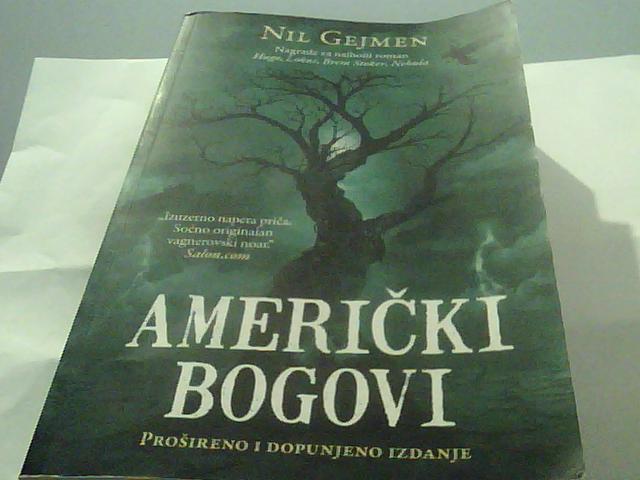 NIL GEJMEN
Nagrade za najbolji roman
Hugo, Lokus, Brem Stoker, Nebula
„Izuzetno napeta priča.
Sočno originalan
vagnerovski noar.”
Salon.com
AMERIČKI
BOGOVI
PROŠIRENO I DOPUNJENO IZDANJE